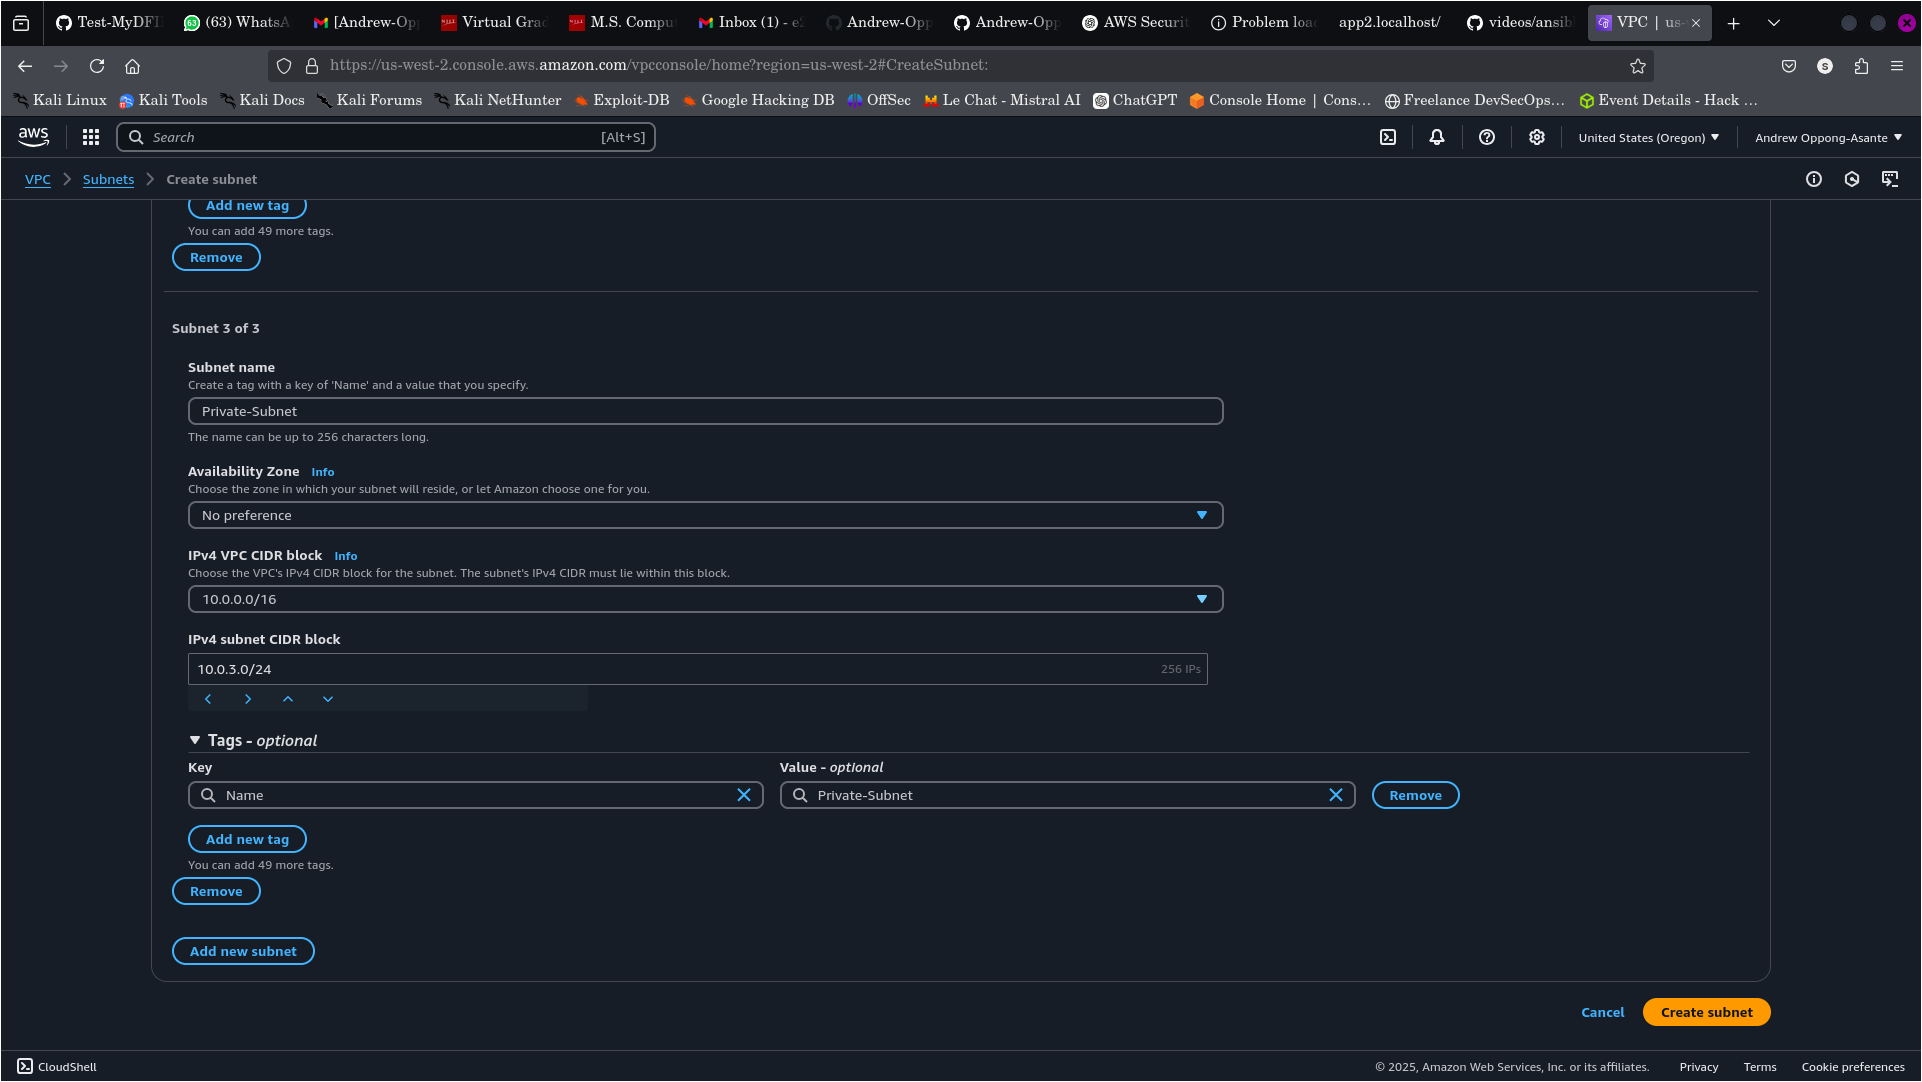 Test-MyDFI
(63) WhatsA
[Andrew-Opp
Virtual Grad
M.S. Compu
Inbox (1) - e2
Andrew-Opp
Andrew-Opp
AWS Securit
Problem loa
app2.localhost/
videos/ansib
VPC | us-
https://us-west-2.console.aws.amazon.com/vpcconsole/home?region=us-west-2#CreateSubnet:
S
Kali Linux
Kali Tools
Kali Docs
Kali Forums
Kali NetHunter
Exploit-DB
Google Hacking DB
OffSec
Le Chat - Mistral AI
ChatGPT
Console Home | Cons…
Freelance DevSecOps…
Event Details - Hack …
aws
Search
[Alt+S]
United States (Oregon)
Andrew Oppong-Asante
VPC
Subnets
Create subnet
Add new tag
You can add 49 more tags.
Remove
Subnet 3 of 3
Subnet name
Create a tag with a key of 'Name' and a value that you specify.
Private-Subnet
The name can be up to 256 characters long.
Availability Zone Info
Choose the zone in which your subnet will reside, or let Amazon choose one for you.
No preference
IPv4 VPC CIDR block Info
Choose the VPC's IPv4 CIDR block for the subnet. The subnet's IPv4 CIDR must lie within this block.
10.0.0.0/16
IPv4 subnet CIDR block
10.0.3.0/24
256 IPs
Tags - optional
Key
Value - optional
Name
Private-Subnet
Remove
Add new tag
You can add 49 more tags.
Remove
Add new subnet
Cancel
Create subnet
CloudShell
© 2025, Amazon Web Services, Inc. or its affiliates.
Privacy
Terms
Cookie preferences